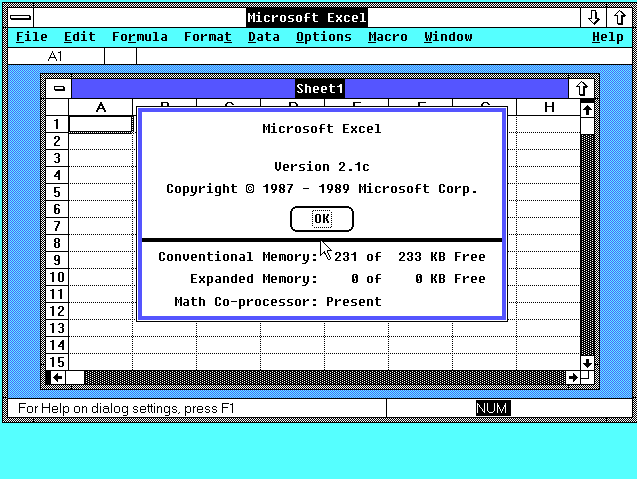 Microsoft Excel
File Edit Formula Format Data Options Macro Window Help
A1
Sheet1
A B C D E F G H
1
2
3
4
5
6
7
8
9
10
11
12
13
14
15
Microsoft Excel
Version 2.1c
Copyright © 1987 - 1989 Microsoft Corp.
OK
Conventional Memory: 231 of 233 KB Free
Expanded Memory: 0 of 0 KB Free
Math Co-processor: Present
For Help on dialog settings, press F1 NUM